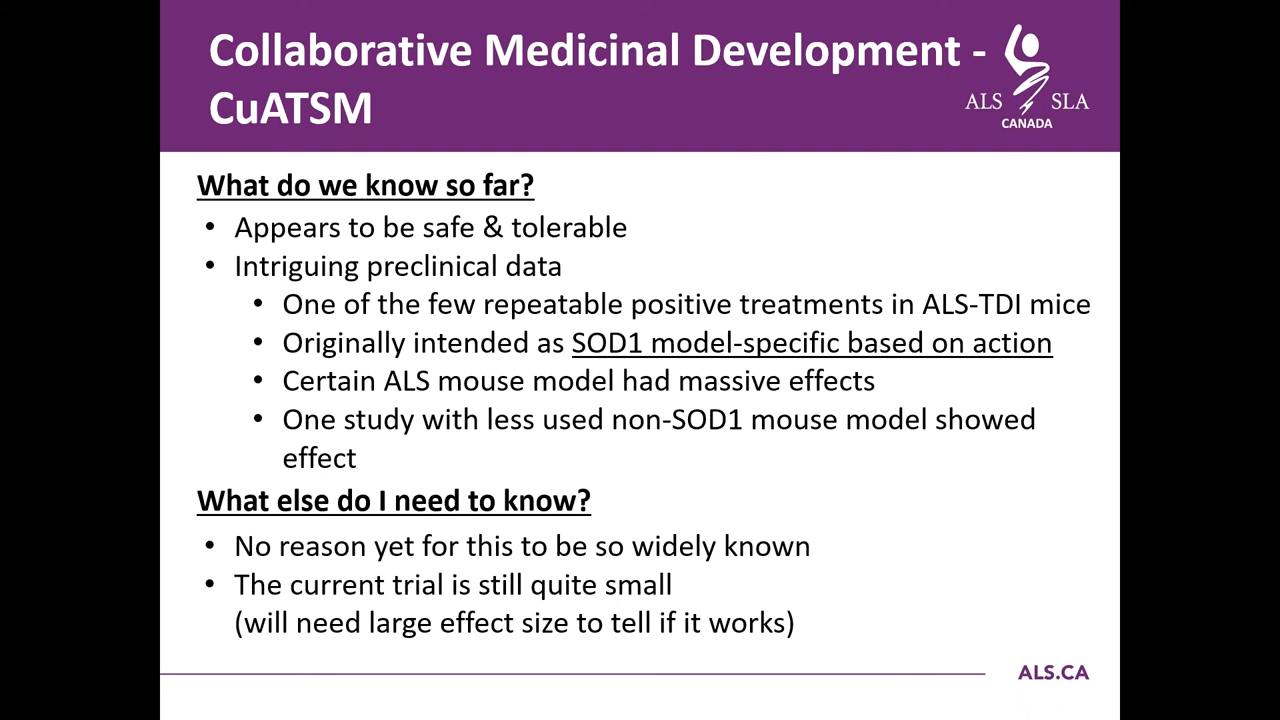 Collaborative Medicinal Development -
CuATSM
ALS SLA
CANADA
What do we know so far?
• Appears to be safe & tolerable
• Intriguing preclinical data
• One of the few repeatable positive treatments in ALS-TDI mice
• Originally intended as SOD1 model-specific based on action
• Certain ALS mouse model had massive effects
• One study with less used non-SOD1 mouse model showed
effect
What else do I need to know?
• No reason yet for this to be so widely known
• The current trial is still quite small
(will need large effect size to tell if it works)
ALS.CA